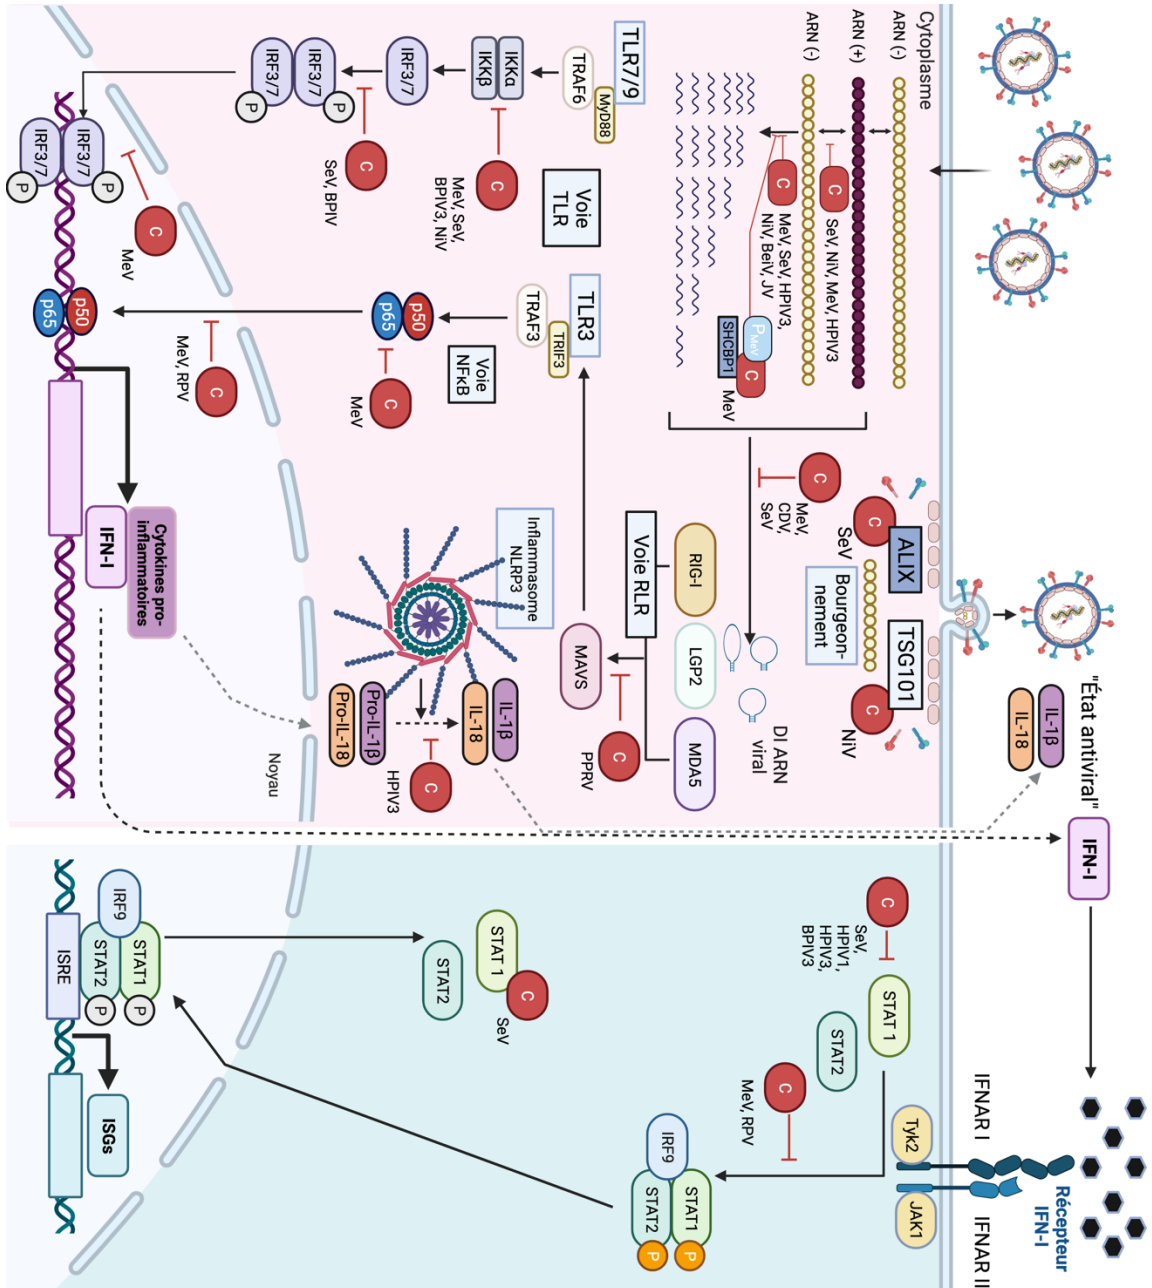 Cytoplasme
ARN (-)
ARN (+)
ARN (-)
C
SeV, NiV, MeV, HPIV3
C
MeV, SeV, HPIV3,
NiV, BeiV, JV
P MeV
C
SHCBP1
MeV
C
MeV,
CDV,
SeV
C
SeV
ALIX
Bourgeon-
nement
TSG101
C
NiV
"État antiviral"
IL-1β
IL-18
IFN-I
TLR7/9
MyD88
TRAF6
IKKα
IKKβ
IRF3/7
IRF3/7
P
IRF3/7
P
C
MeV, SeV,
BPIV3, NiV
C
SeV, BPIV
Voie
TLR
IRF3/7
P
IRF3/7
P
C
MeV
TLR3
TRIF3
TRAF3
p50
p65
Voie
NFκB
C
MeV
C
MeV, RPV
p50
p65
RIG-I
LGP2
MDA5
Voie RLR
DI ARN
viral
MAVS
C
PPRV
Inflammasome
NLRP3
IL-1β
IL-18
Pro-IL-1β
Pro-IL-18
C
HPIV3
Cytokines pro-
inflammatoires
IFN-I
Noyau
IFNAR I
IFNAR II
Récepteur
IFN-I
Tyk2
JAK1
C
SeV,
HPIV1,
HPIV3,
BPIV3
STAT 1
STAT2
C
MeV, RPV
IRF9
STAT1
P
STAT2
P
STAT 1
C
SeV
STAT2
IRF9
STAT1
P
STAT2
P
ISRE
ISGs